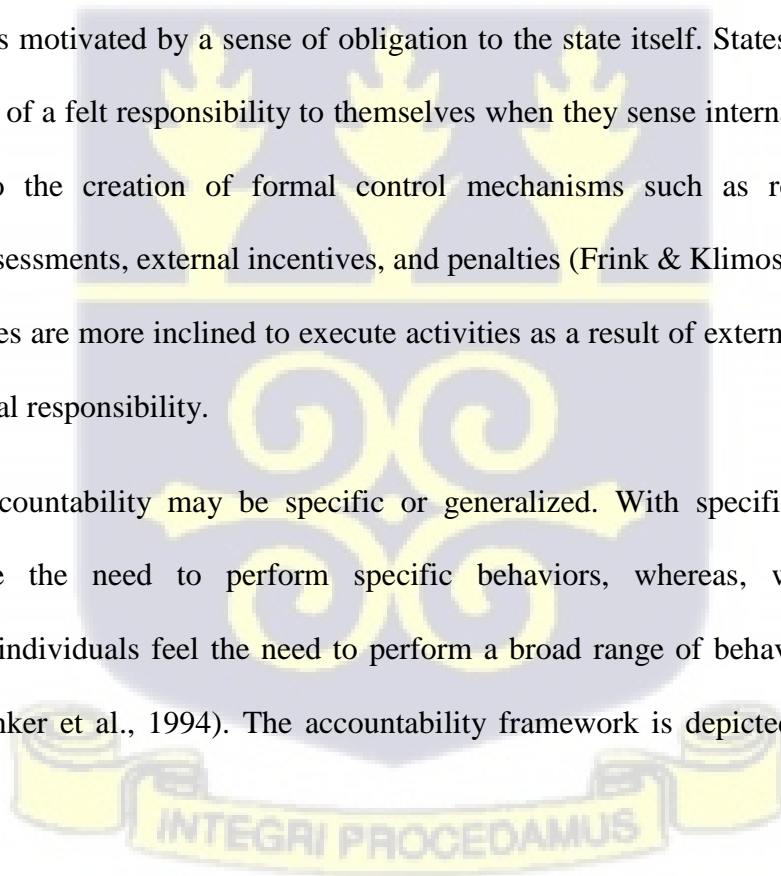 s motivated by a sense of obligation to the state itself. States
of a felt responsibility to themselves when they sense interna
o the creation of formal control mechanisms such as r
sessments, external incentives, and penalties (Frink & Klimos
es are more inclined to execute activities as a result of extern
al responsibility.
countability may be specific or generalized. With specifi
e the need to perform specific behaviors, whereas, w
individuals feel the need to perform a broad range of behav
nker et al., 1994). The accountability framework is depicted
INTEGRI PROCEDAMUS